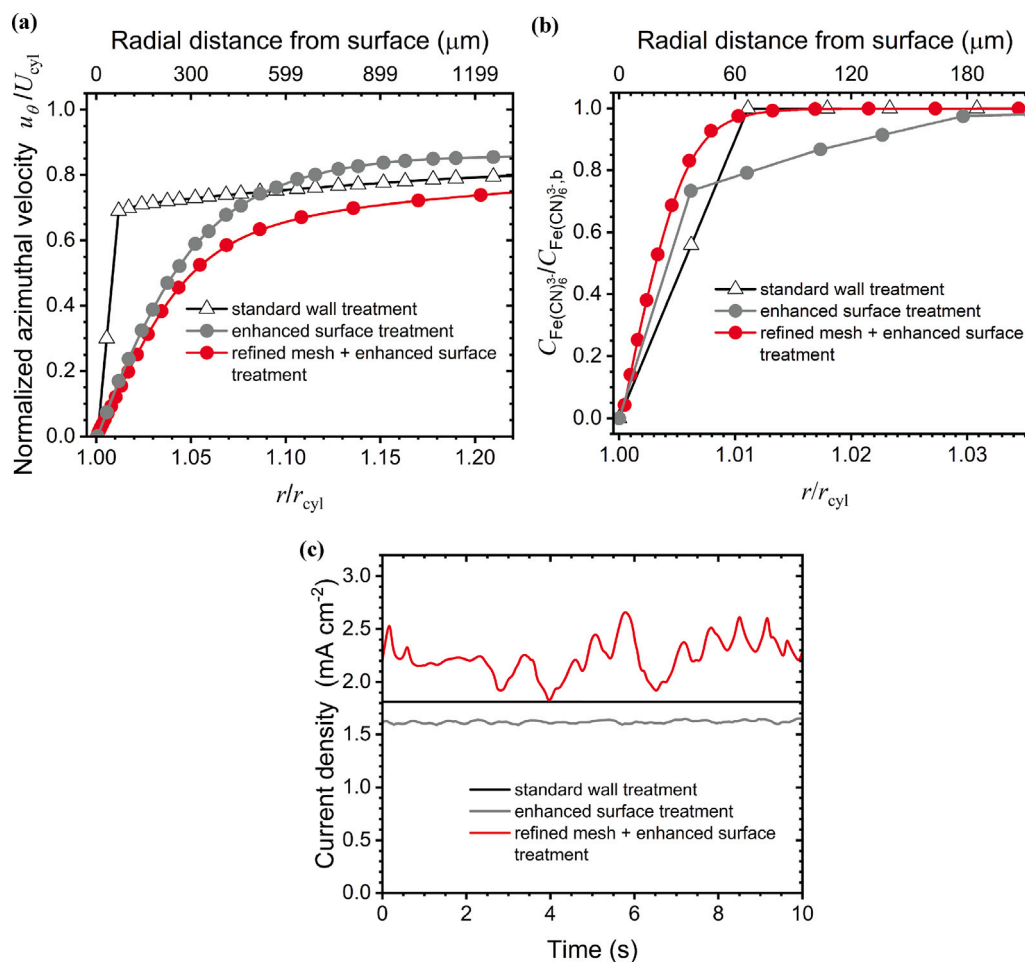 (a)
Radial distance from surface (μm)
0 300 599 899 1199
Normalized azimuthal velocity u_θ/U_cyl
1.0
0.8
0.6
0.4
0.2
0.0
standard wall treatment
enhanced surface treatment
refined mesh + enhanced surface
treatment
1.00 1.05 1.10 1.15 1.20
r/r_cyl
(b)
Radial distance from surface (μm)
0 60 120 180
C_Fe(CN)₆³⁻/C_Fe(CN)₆³⁻,b
1.0
0.8
0.6
0.4
0.2
0.0
standard wall treatment
enhanced surface treatment
refined mesh + enhanced surface
treatment
1.00 1.01 1.02 1.03
r/r_cyl
(c)
Current density (mA cm⁻²)
3.0
2.5
2.0
1.5
1.0
0.5
0.0
standard wall treatment
enhanced surface treatment
refined mesh + enhanced surface
treatment
0 2 4 6 8 10
Time (s)